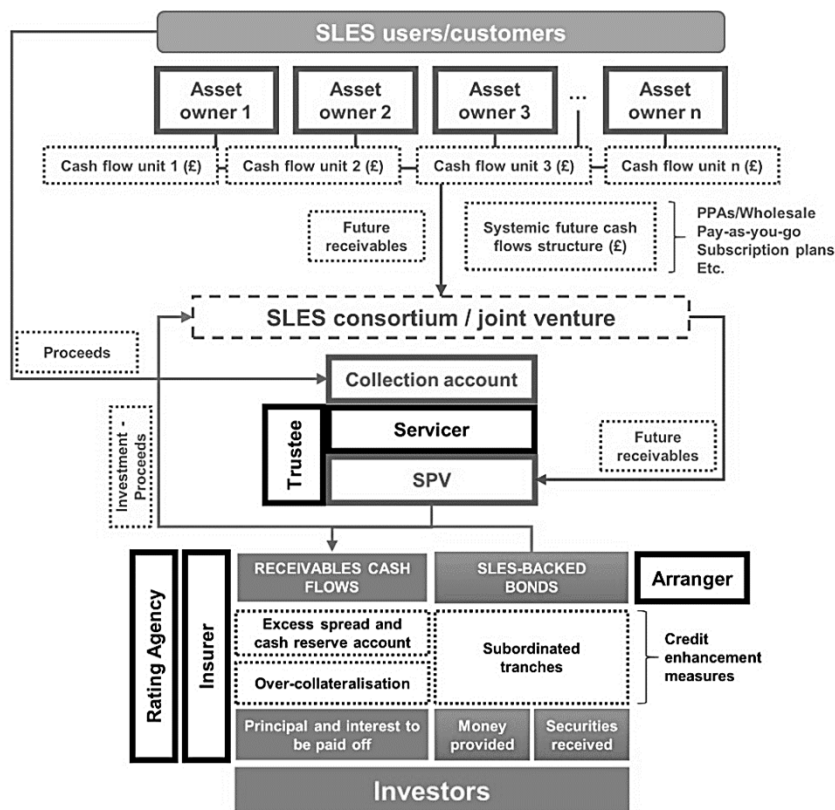 SLES users/customers
Asset
owner 1
Asset
owner 2
Asset
owner 3
...
Asset
owner n
Cash flow unit 1 (£)
Cash flow unit 2 (£)
Cash flow unit 3 (£)
Cash flow unit n (£)
Future
receivables
Systemic future cash
flows structure (£)
PPAs/Wholesale
Pay-as-you-go
Subscription plans
Etc.
SLES consortium / joint venture
Proceeds
Collection account
Trustee
Servicer
SPV
Future
receivables
Investment -
Proceeds
Rating Agency
Insurer
RECEIVABLES CASH
FLOWS
SLES-BACKED
BONDS
Arranger
Excess spread and
cash reserve account
Over-collateralisation
Subordinated
tranches
Credit
enhancement
measures
Principal and interest to
be paid off
Money
provided
Securities
received
Investors